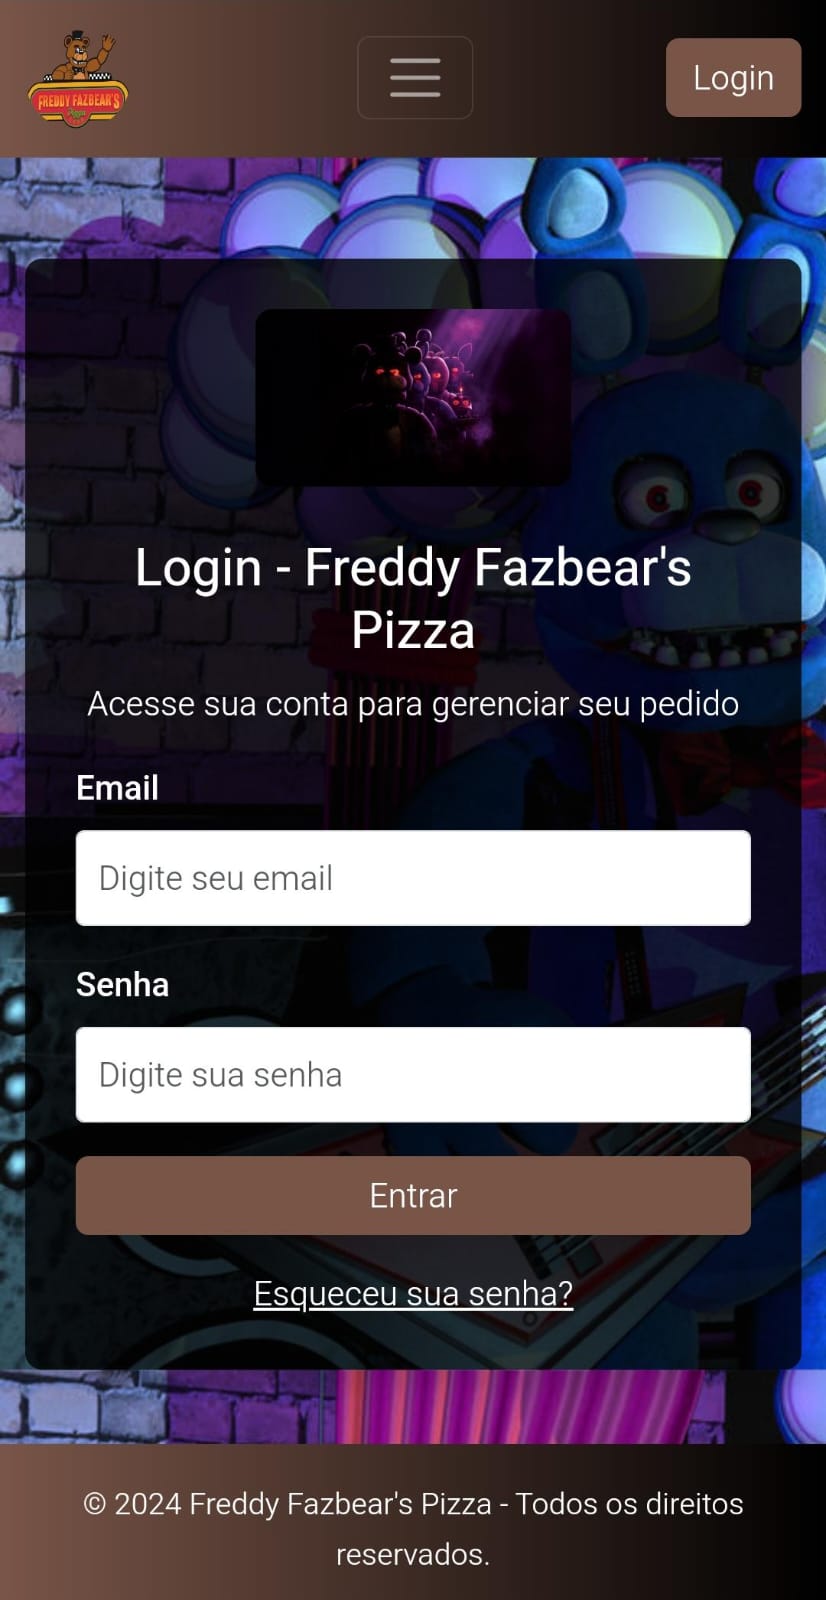 FREDDY FAZBEAR'S
Pizza
Login
Login - Freddy Fazbear's
Pizza
Acesse sua conta para gerenciar seu pedido
Email
Digite seu email
Senha
Digite sua senha
Entrar
Esqueceu sua senha?
© 2024 Freddy Fazbear's Pizza - Todos os direitos
reservados.